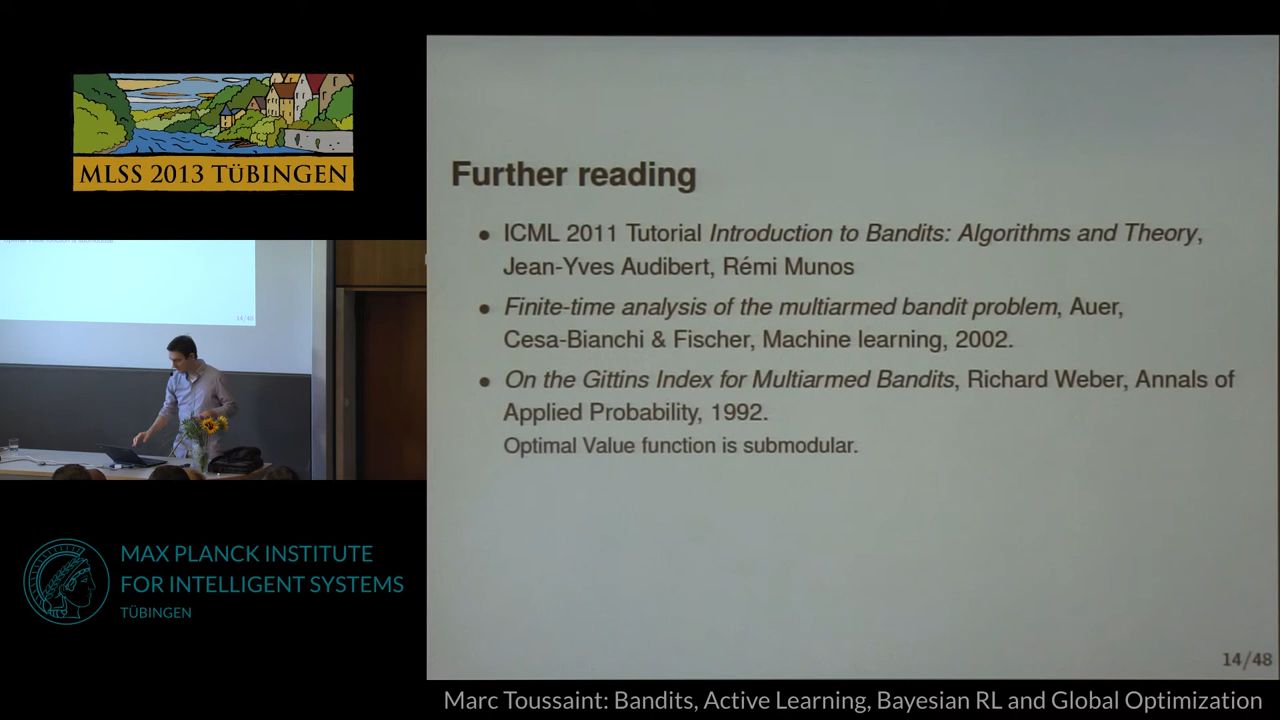 MLSS 2013 TÜBINGEN
14/48
MAX PLANCK INSTITUTE
FOR INTELLIGENT SYSTEMS
TÜBINGEN
Further reading
• ICML 2011 Tutorial Introduction to Bandits: Algorithms and Theory,
Jean-Yves Audibert, Rémi Munos
• Finite-time analysis of the multiarmed bandit problem, Auer,
Cesa-Bianchi & Fischer, Machine learning, 2002.
• On the Gittins Index for Multiarmed Bandits, Richard Weber, Annals of
Applied Probability, 1992.
Optimal Value function is submodular.
14/48
Marc Toussaint: Bandits, Active Learning, Bayesian RL and Global Optimization